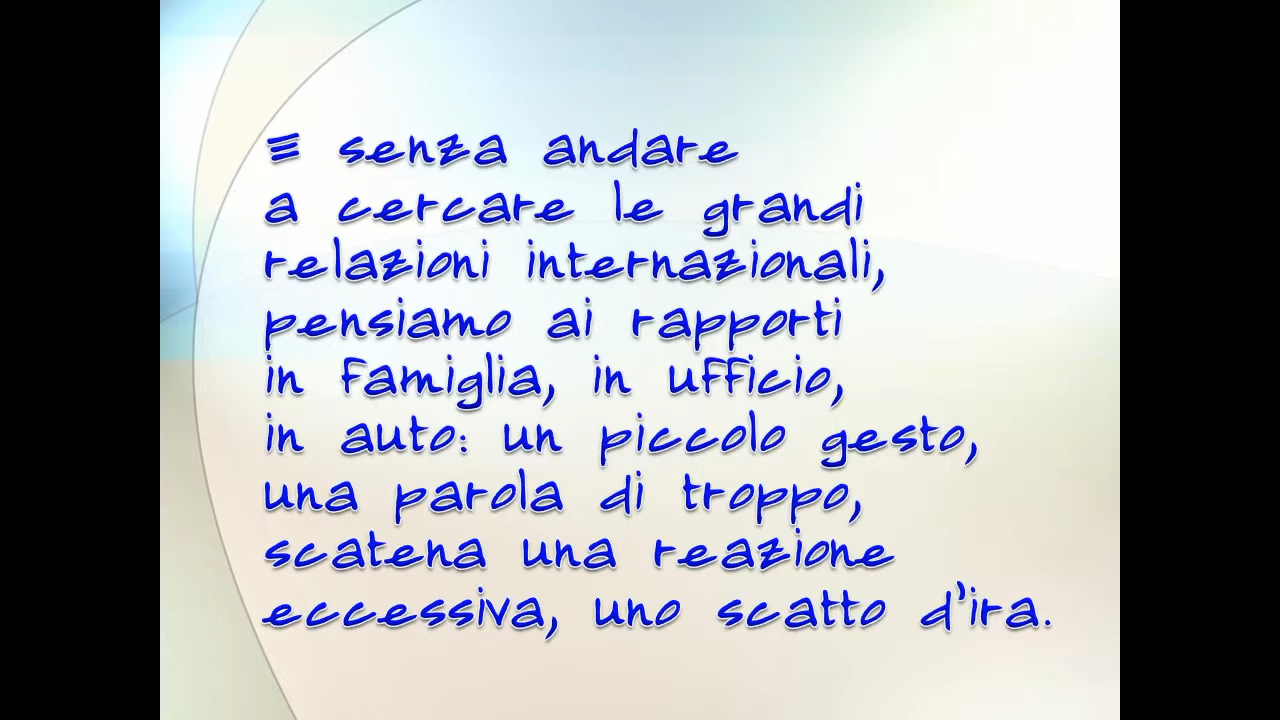 E senza andare
a cercare le grandi
relazioni internazionali,
pensiamo ai rapporti
in famiglia, in ufficio,
in auto: un piccolo gesto,
una parola di troppo,
scatena una reazione
eccessiva, uno scatto d'ira.